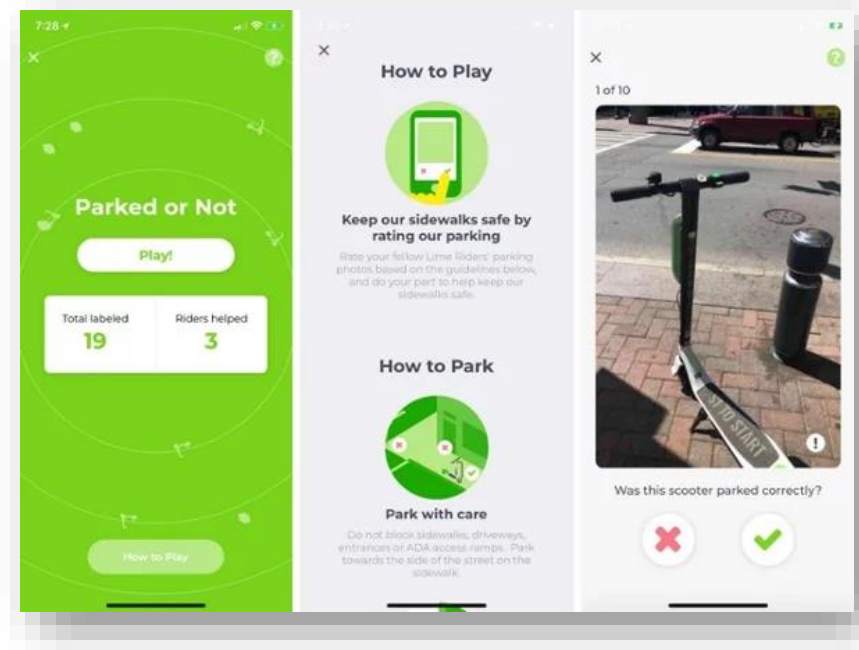 7:28
Parked or Not
Play!
Total labeled
Riders helped
19
3
How to Play
How to Play
Keep our sidewalks safe by
rating our parking
Rate your fellow Lime Riders' parking
photos based on the guidelines below,
and do your part to help keep our
sidewalks safe.
How to Park
Park with care
Do not block sidewalks, driveways,
entrances or ADA access ramps. Park
towards the side of the street on the
sidewalk.
?
1 of 10
ST TO START
!
Was this scooter parked correctly?